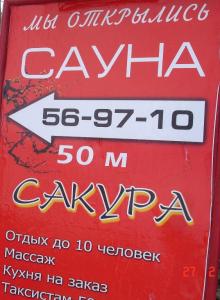 МЫ ОТКРЫЛИСЬ
САУНА
56-97-10
50 м
САКУРА
Отдых до 10 человек
Массаж
Кухня на заказ
Таксистам